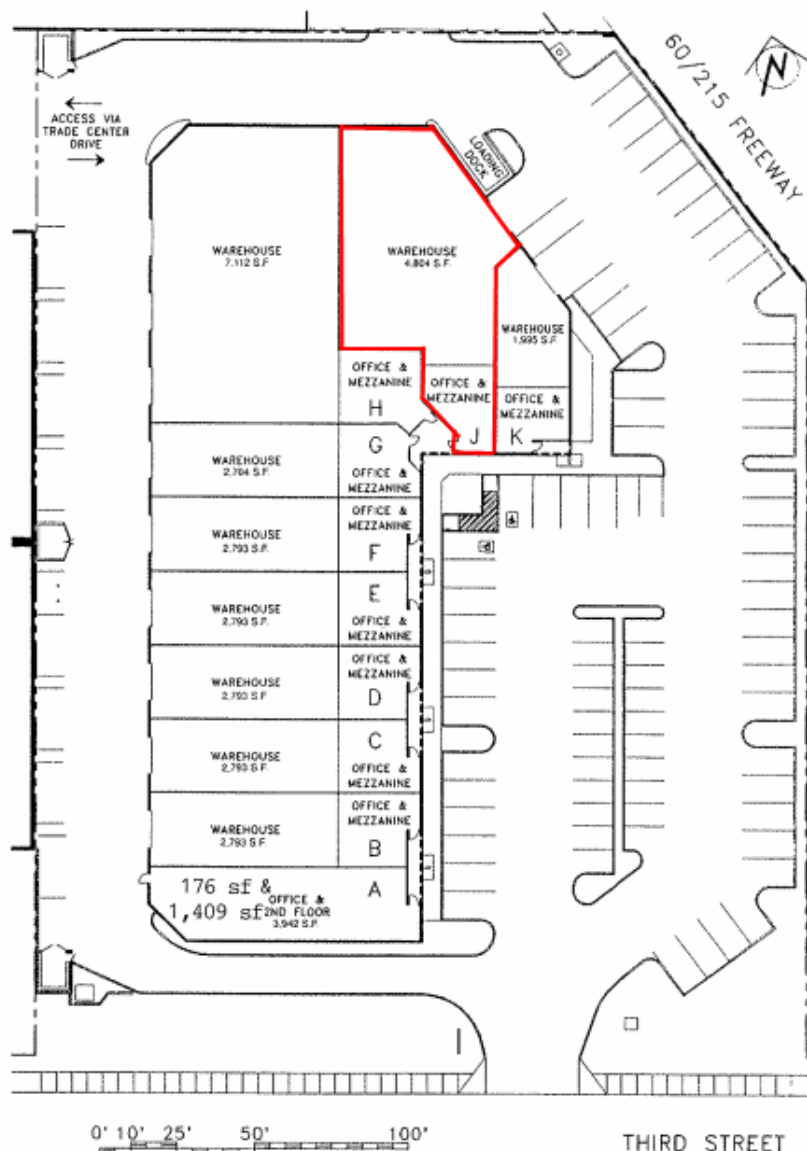 60/215 FREEWAY
N
ACCESS VIA
TRADE CENTER
DRIVE
LOADING
DOCK
WAREHOUSE
7,112 S.F.
WAREHOUSE
4,804 S.F.
WAREHOUSE
1,995 S.F.
OFFICE &
MEZZANINE
H
OFFICE &
MEZZANINE
J
OFFICE &
MEZZANINE
K
WAREHOUSE
2,704 S.F.
G
OFFICE &
MEZZANINE
WAREHOUSE
2,793 S.F.
OFFICE &
MEZZANINE
F
WAREHOUSE
2,793 S.F.
E
OFFICE &
MEZZANINE
WAREHOUSE
2,793 S.F.
OFFICE &
MEZZANINE
D
WAREHOUSE
2,793 S.F.
C
OFFICE &
MEZZANINE
WAREHOUSE
2,793 S.F.
OFFICE &
MEZZANINE
B
A
176 sf &
1,409 sf
OFFICE &
2ND FLOOR
3,942 S.F.
0' 10' 25' 50' 100'
THIRD STREET